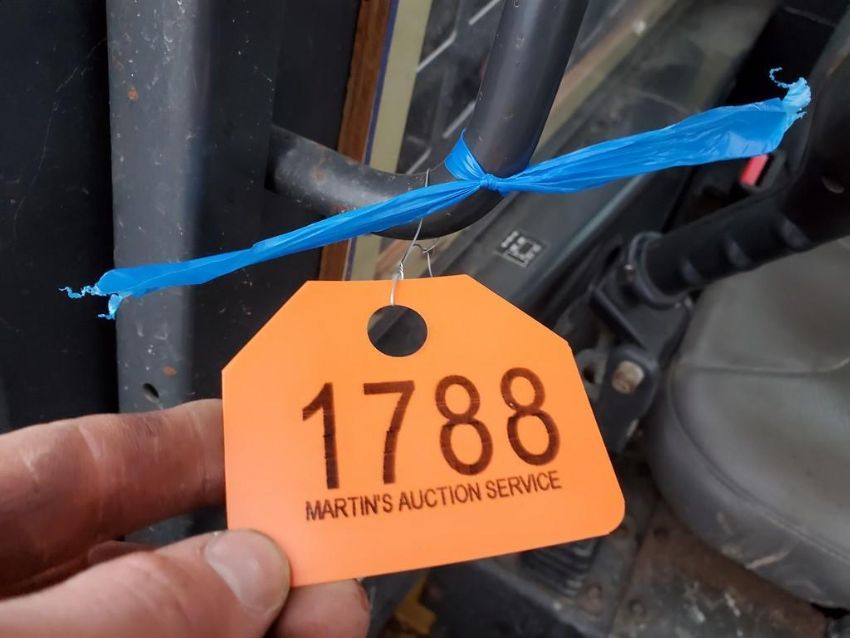 1788
MARTIN'S AUCTION SERVICE